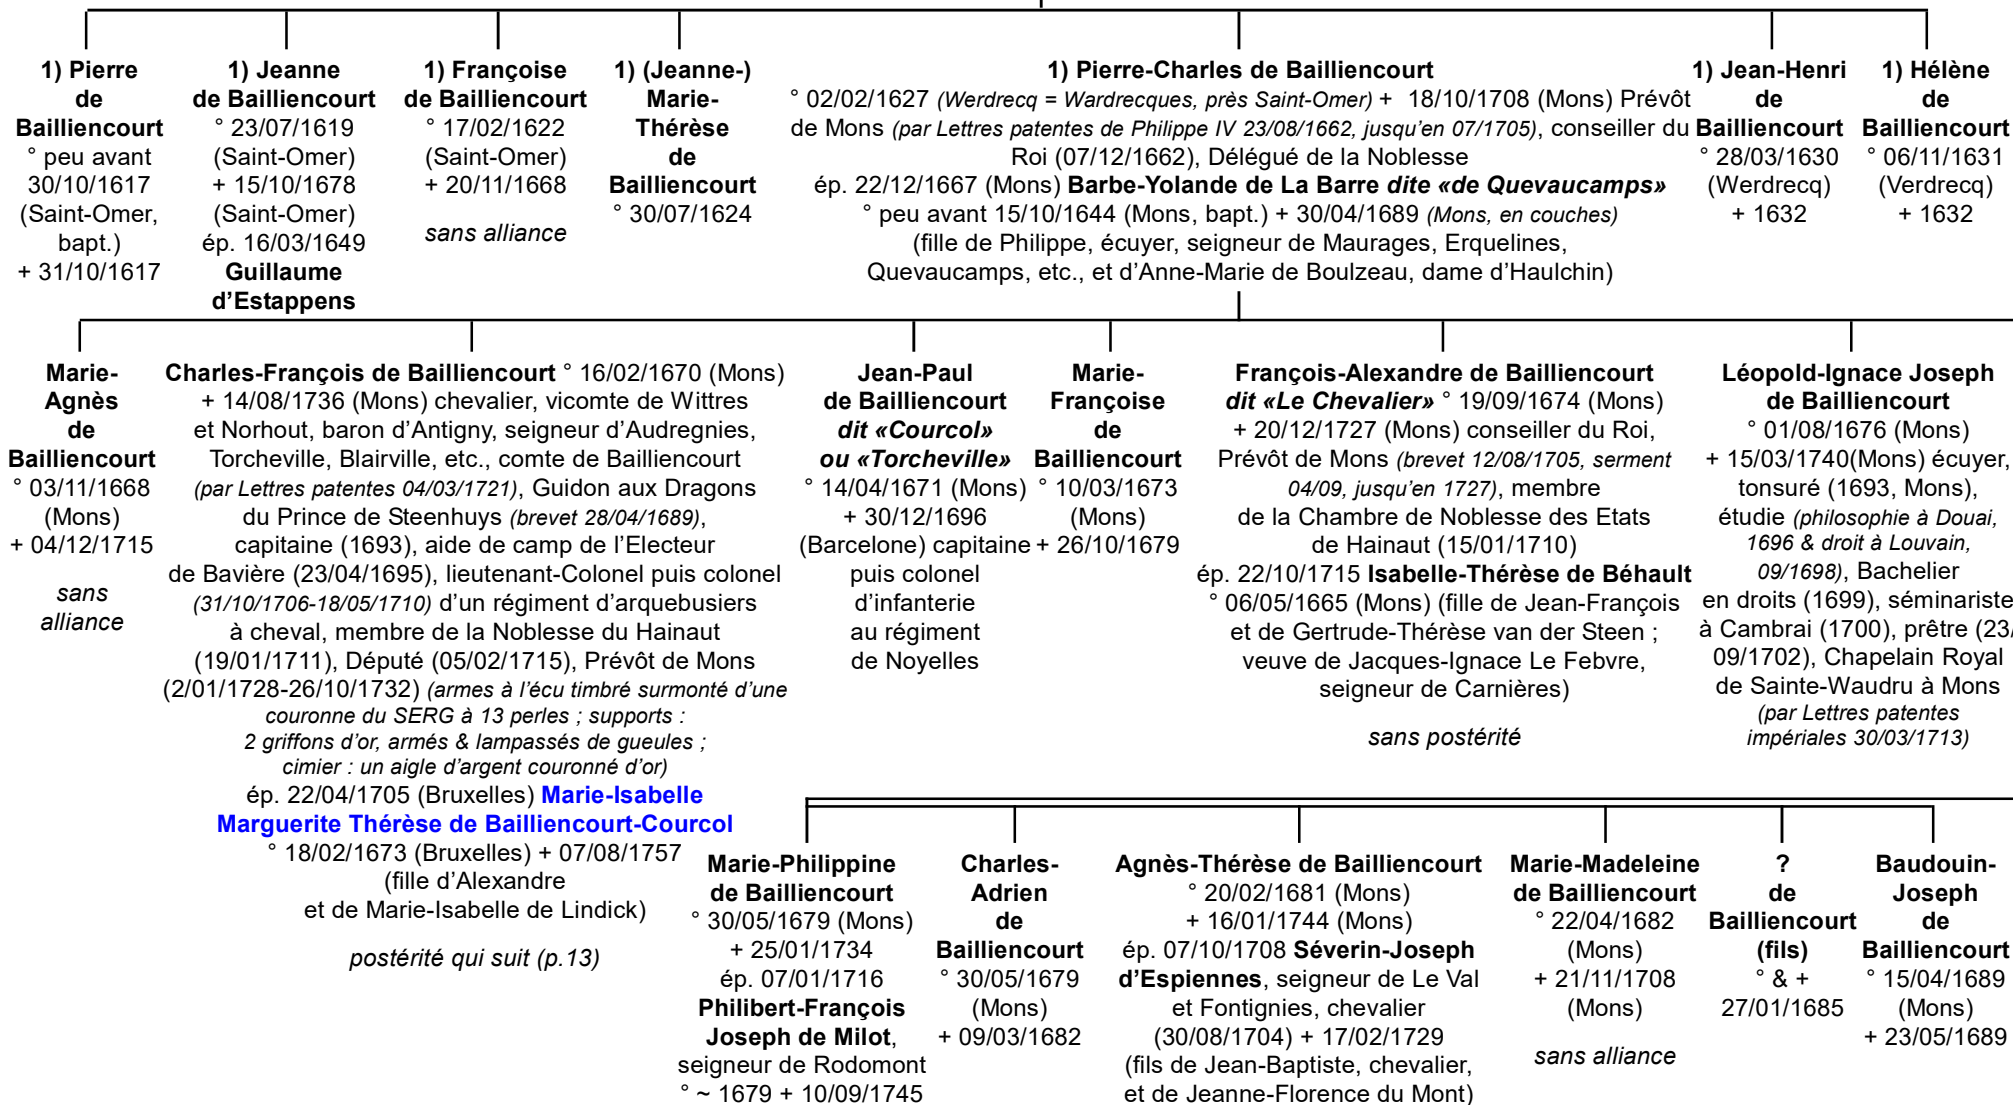 1) Pierre
de
Bailliencourt
° peu avant
30/10/1617
(Saint-Omer,
bapt.)
+ 31/10/1617
1) Jeanne
de Bailliencourt
° 23/07/1619
(Saint-Omer)
+ 15/10/1678
(Saint-Omer)
ép. 16/03/1649
Guillaume
d’Estappens
1) Françoise
de Bailliencourt
° 17/02/1622
(Saint-Omer)
+ 20/11/1668
sans alliance
1) (Jeanne-)
Marie-
Thérèse
de
Bailliencourt
° 30/07/1624
1) Pierre-Charles de Bailliencourt
° 02/02/1627 (Werdrecq = Wardrecques, près Saint-Omer) + 18/10/1708 (Mons) Prévôt
de Mons (par Lettres patentes de Philippe IV 23/08/1662, jusqu’en 07/1705), conseiller du
Roi (07/12/1662), Délégué de la Noblesse
ép. 22/12/1667 (Mons) Barbe-Yolande de La Barre dite «de Quevaucamps»
° peu avant 15/10/1644 (Mons, bapt.) + 30/04/1689 (Mons, en couches)
(fille de Philippe, écuyer, seigneur de Maurages, Erquelines,
Quevaucamps, etc., et d’Anne-Marie de Boulzeau, dame d’Haulchin)
1) Jean-Henri
de
Bailliencourt
° 28/03/1630
(Werdrecq)
+ 1632
1) Hélène
de
Bailliencourt
° 06/11/1631
(Verdrecq)
+ 1632
Marie-
Agnès
de
Bailliencourt
° 03/11/1668
(Mons)
+ 04/12/1715
sans
alliance
Charles-François de Bailliencourt ° 16/02/1670 (Mons)
+ 14/08/1736 (Mons) chevalier, vicomte de Wittres
et Norhout, baron d’Antigny, seigneur d’Audregnies,
Torcheville, Blairville, etc., comte de Bailliencourt
(par Lettres patentes 04/03/1721), Guidon aux Dragons
du Prince de Steenhuys (brevet 28/04/1689),
capitaine (1693), aide de camp de l’Electeur
de Bavière (23/04/1695), lieutenant-Colonel puis colonel
(31/10/1706-18/05/1710) d’un régiment d’arquebusiers
à cheval, membre de la Noblesse du Hainaut
(19/01/1711), Député (05/02/1715), Prévôt de Mons
(2/01/1728-26/10/1732) (armes à l’écu timbré surmonté d’une
couronne du SERG à 13 perles ; supports :
2 griffons d’or, armés & lampassés de gueules ;
cimier : un aigle d’argent couronné d’or)
ép. 22/04/1705 (Bruxelles) Marie-Isabelle
Marguerite Thérèse de Bailliencourt-Courcol
° 18/02/1673 (Bruxelles) + 07/08/1757
(fille d’Alexandre
et de Marie-Isabelle de Lindick)
postérité qui suit (p.13)
Jean-Paul
de Bailliencourt
dit «Courcol»
ou «Torcheville»
° 14/04/1671 (Mons)
+ 30/12/1696
(Barcelone) capitaine
puis colonel
d’infanterie
au régiment
de Noyelles
Marie-
Françoise
de
Bailliencourt
° 10/03/1673
(Mons)
+ 26/10/1679
François-Alexandre de Bailliencourt
dit «Le Chevalier» ° 19/09/1674 (Mons)
+ 20/12/1727 (Mons) conseiller du Roi,
Prévôt de Mons (brevet 12/08/1705, serment
04/09, jusqu’en 1727), membre
de la Chambre de Noblesse des Etats
de Hainaut (15/01/1710)
ép. 22/10/1715 Isabelle-Thérèse de Béhault
° 06/05/1665 (Mons) (fille de Jean-François
et de Gertrude-Thérèse van der Steen ;
veuve de Jacques-Ignace Le Febvre,
seigneur de Carnières)
sans postérité
Léopold-Ignace Joseph
de Bailliencourt
° 01/08/1676 (Mons)
+ 15/03/1740(Mons) écuyer,
tonsuré (1693, Mons),
étudie (philosophie à Douai,
1696 & droit à Louvain,
09/1698), Bachelier
en droits (1699), séminariste
à Cambrai (1700), prêtre (23/
09/1702), Chapelain Royal
de Sainte-Waudru à Mons
(par Lettres patentes
impériales 30/03/1713)
Marie-Philippine
de Bailliencourt
° 30/05/1679 (Mons)
+ 25/01/1734
ép. 07/01/1716
Philibert-François
Joseph de Milot,
seigneur de Rodomont
° ~ 1679 + 10/09/1745
Charles-
Adrien
de
Bailliencourt
° 30/05/1679
(Mons)
+ 09/03/1682
Agnès-Thérèse de Bailliencourt
° 20/02/1681 (Mons)
+ 16/01/1744 (Mons)
ép. 07/10/1708 Séverin-Joseph
d’Espiennes, seigneur de Le Val
et Fontignies, chevalier
(30/08/1704) + 17/02/1729
(fils de Jean-Baptiste, chevalier,
et de Jeanne-Florence du Mont)
Marie-Madeleine
de Bailliencourt
° 22/04/1682
(Mons)
+ 21/11/1708
(Mons)
sans alliance
?
de
Bailliencourt
(fils)
° & +
27/01/1685
Baudouin-
Joseph
de
Bailliencourt
° 15/04/1689
(Mons)
+ 23/05/1689